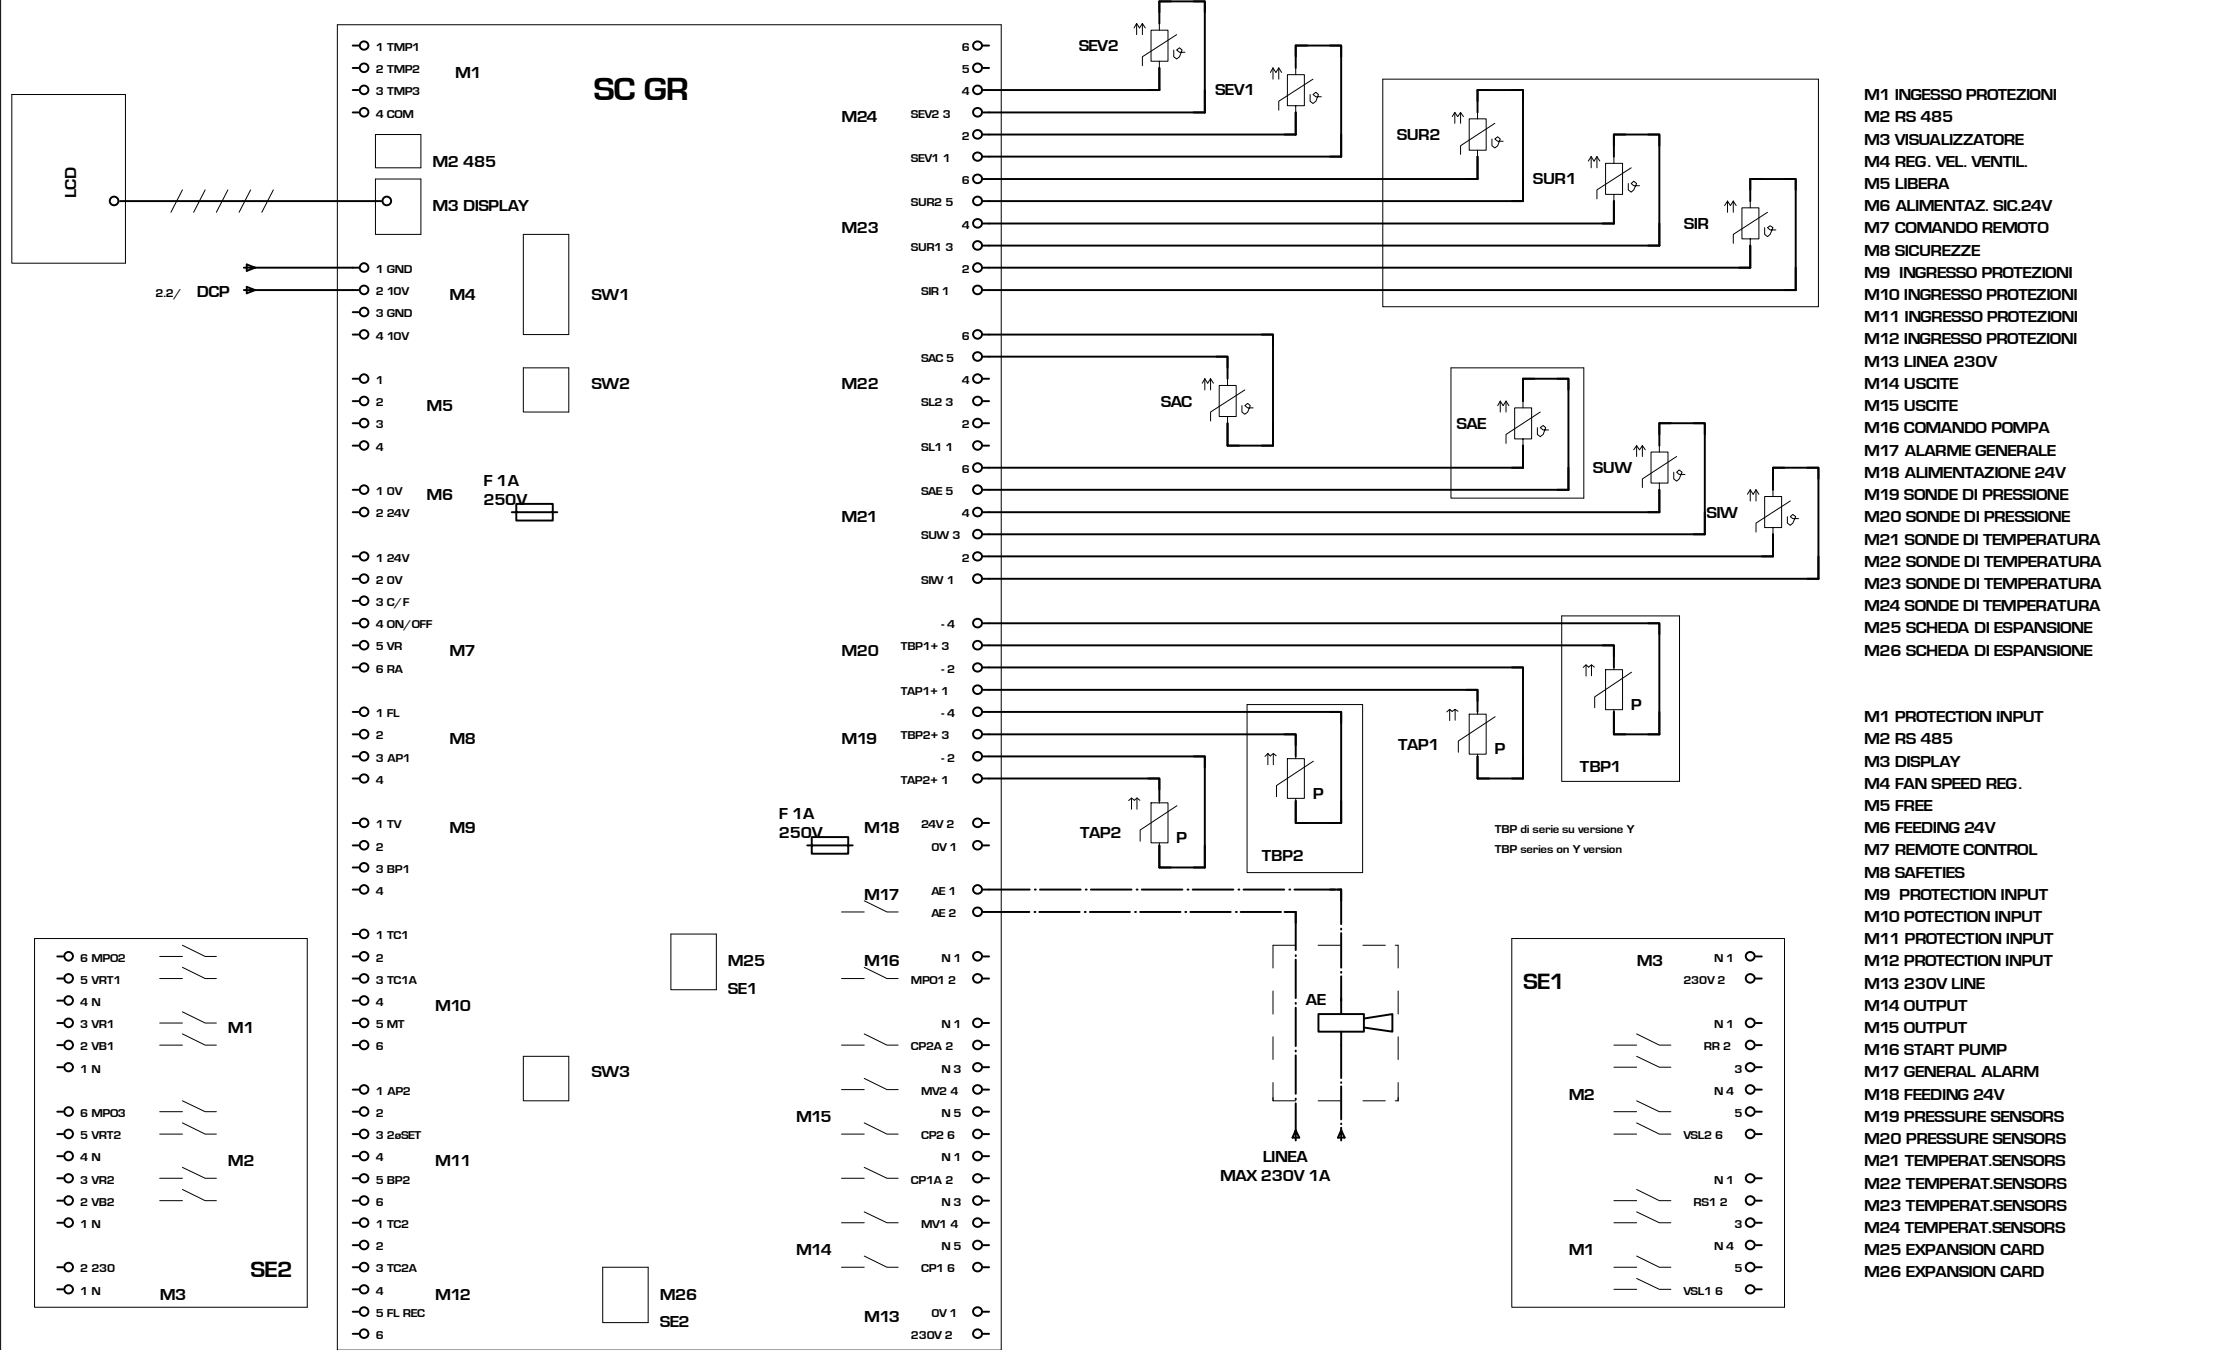 LCD
2.2/ DCP
SC GR
1 TMP1
2 TMP2
3 TMP3
4 COM
M1
M2 485
M3 DISPLAY
1 GND
2 10V
3 GND
4 10V
M4
SW1
SW2
1
2
3
4
M5
1 0V
2 24V
M6
F 1A
250V
1 24V
2 0V
3 C/F
4 ON/OFF
5 VR
6 RA
M7
1 FL
2
3 AP1
4
M8
1 TV
2
3 BP1
4
M9
1 TC1
2
3 TC1A
4
5 MT
6
M10
1 AP2
2
3 2øSET
4
5 BP2
6
M11
1 TC2
2
3 TC2A
4
5 FL REC
6
M12
M25
SE1
SW3
M26
SE2
6
5
4
SEV2 3
2
SEV1 1
M24
6
SUR2 5
4
SUR1 3
2
SIR 1
M23
6
SAC 5
4
SL2 3
2
SL1 1
M22
6
SAE 5
4
SUW 3
2
SIW 1
M21
- 4
TBP1+ 3
- 2
TAP1+ 1
M20
- 4
TBP2+ 3
- 2
TAP2+ 1
M19
F 1A
250V
M18
24V 2
0V 1
M17
AE 1
AE 2
M16
N 1
MPO1 2
N 1
CP2A 2
N 3
MV2 4
N 5
CP2 6
M15
N 1
CP1A 2
N 3
MV1 4
N 5
CP1 6
M14
M13
0V 1
230V 2
SEV2
SEV1
SUR2
SUR1
SIR
SAC
SAE
SUW
SIW
TBP1
P
TAP1
P
TBP2
P
TAP2
P
TBP di serie su versione Y
TBP series on Y version
AE
LINEA
MAX 230V 1A
6 MPO2
5 VRT1
4 N
3 VR1
2 VB1
1 N
M1
6 MPO3
5 VRT2
4 N
3 VR2
2 VB2
1 N
M2
2 230
1 N
M3
SE2
SE1
M3
N 1
230V 2
N 1
RR 2
3
N 4
5
VSL2 6
M2
N 1
RS1 2
3
N 4
5
VSL1 6
M1
M1 INGESSO PROTEZIONI
M2 RS 485
M3 VISUALIZZATORE
M4 REG. VEL. VENTIL.
M5 LIBERA
M6 ALIMENTAZ. SIC.24V
M7 COMANDO REMOTO
M8 SICUREZZE
M9 INGRESSO PROTEZIONI
M10 INGRESSO PROTEZIONI
M11 INGRESSO PROTEZIONI
M12 INGRESSO PROTEZIONI
M13 LINEA 230V
M14 USCITE
M15 USCITE
M16 COMANDO POMPA
M17 ALARME GENERALE
M18 ALIMENTAZIONE 24V
M19 SONDE DI PRESSIONE
M20 SONDE DI PRESSIONE
M21 SONDE DI TEMPERATURA
M22 SONDE DI TEMPERATURA
M23 SONDE DI TEMPERATURA
M24 SONDE DI TEMPERATURA
M25 SCHEDA DI ESPANSIONE
M26 SCHEDA DI ESPANSIONE
M1 PROTECTION INPUT
M2 RS 485
M3 DISPLAY
M4 FAN SPEED REG.
M5 FREE
M6 FEEDING 24V
M7 REMOTE CONTROL
M8 SAFETIES
M9 PROTECTION INPUT
M10 POTECTION INPUT
M11 PROTECTION INPUT
M12 PROTECTION INPUT
M13 230V LINE
M14 OUTPUT
M15 OUTPUT
M16 START PUMP
M17 GENERAL ALARM
M18 FEEDING 24V
M19 PRESSURE SENSORS
M20 PRESSURE SENSORS
M21 TEMPERAT.SENSORS
M22 TEMPERAT.SENSORS
M23 TEMPERAT.SENSORS
M24 TEMPERAT.SENSORS
M25 EXPANSION CARD
M26 EXPANSION CARD